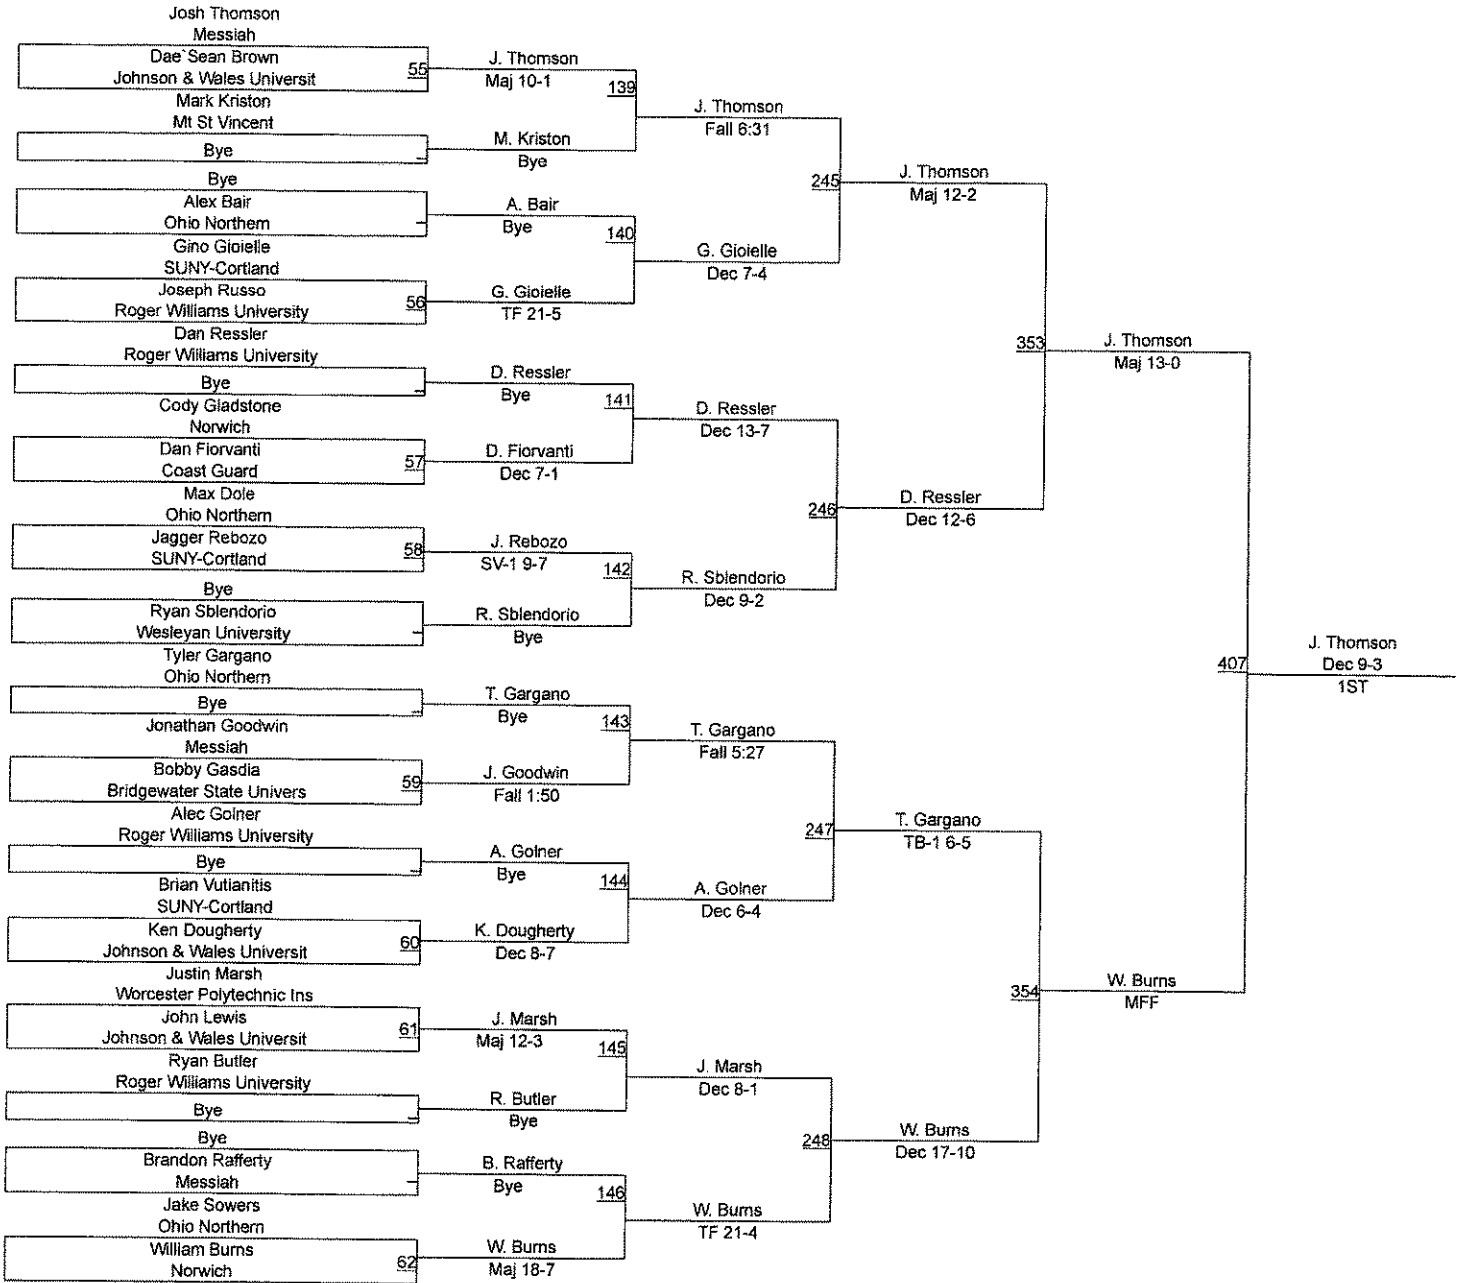 Josh Thomson
Messiah
Dae`Sean Brown
Johnson & Wales Universit
55
Mark Kriston
Mt St Vincent
Bye
Bye
Alex Bair
Ohio Northern
Gino Gioielle
SUNY-Cortland
Joseph Russo
Roger Williams University
56
Dan Ressler
Roger Williams University
Bye
Cody Gladstone
Norwich
Dan Fiorvanti
Coast Guard
57
Max Dole
Ohio Northern
Jagger Rebozo
SUNY-Cortland
58
Bye
Ryan Sblendorio
Wesleyan University
Tyler Gargano
Ohio Northern
Bye
Jonathan Goodwin
Messiah
Bobby Gasdia
Bridgewater State Univers
59
Alec Golner
Roger Williams University
Bye
Brian Vutianitis
SUNY-Cortland
Ken Dougherty
Johnson & Wales Universit
60
Justin Marsh
Worcester Polytechnic Ins
John Lewis
Johnson & Wales Universit
61
Ryan Butler
Roger Williams University
Bye
Bye
Brandon Rafferty
Messiah
Jake Sowers
Ohio Northern
William Burns
Norwich
62
J. Thomson
Maj 10-1
139
M. Kriston
Bye
A. Bair
Bye
140
G. Gioielle
TF 21-5
D. Ressler
Bye
141
D. Fiorvanti
Dec 7-1
J. Rebozo
SV-1 9-7
142
R. Sblendorio
Bye
T. Gargano
Bye
143
J. Goodwin
Fall 1:50
A. Golner
Bye
144
K. Dougherty
Dec 8-7
J. Marsh
Maj 12-3
145
R. Butler
Bye
B. Rafferty
Bye
146
W. Burns
Maj 18-7
J. Thomson
Fall 6:31
245
G. Gioielle
Dec 7-4
D. Ressler
Dec 13-7
246
R. Sblendorio
Dec 9-2
T. Gargano
Fall 5:27
247
A. Golner
Dec 6-4
J. Marsh
Dec 8-1
248
W. Burns
TF 21-4
J. Thomson
Maj 12-2
353
D. Ressler
Dec 12-6
T. Gargano
TB-1 6-5
354
W. Burns
Dec 17-10
J. Thomson
Maj 13-0
407
W. Burns
MFF
J. Thomson
Dec 9-3
1ST